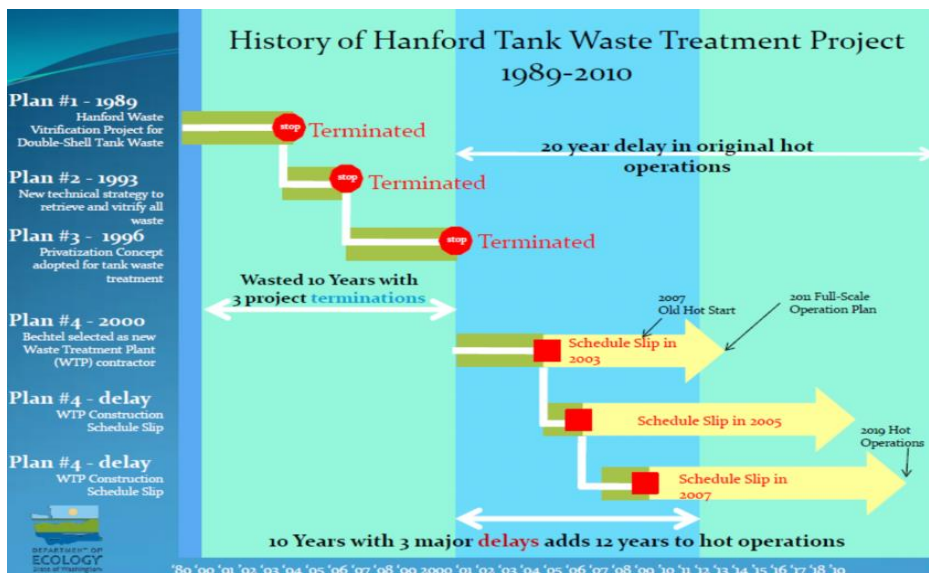 History of Hanford Tank Waste Treatment Project
1989-2010
Plan #1 - 1989
Hanford Waste
Vitrification Project for
Double-Shell Tank Waste
stop
Terminated
20 year delay in original hot
operations
Plan #2 - 1993
New technical strategy to
retrieve and vitrify all
waste
stop
Terminated
Plan #3 - 1996
Privatization Concept
adopted for tank waste
treatment
stop
Terminated
Wasted 10 Years with
3 project terminations
Plan #4 - 2000
Bechtel selected as new
Waste Treatment Plant
(WTP) contractor
2007
Old Hot Start
2011 Full-Scale
Operation Plan
Schedule Slip in
2003
Plan #4 - delay
WTP Construction
Schedule Slip
Schedule Slip in 2005
2019 Hot
Operations
Plan #4 - delay
WTP Construction
Schedule Slip
Schedule Slip in
2007
10 Years with 3 major delays adds 12 years to hot operations
DEPARTMENT OF
ECOLOGY
State of Washington
'89 '90 '91 '92 '93 '94 '95 '96 '97 '98 '99 2000 '01 '02 '03 '04 '05 '06 '07 '08 '09 '10 '11 '12 '13 '14 '15 '16 '17 '18 '19